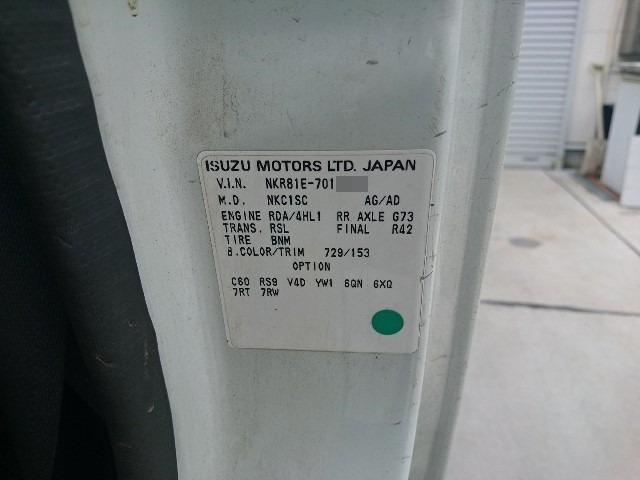 ISUZU MOTORS LTD. JAPAN
V.I.N. NKR81E-701
M.D. NKC1SC AG/AD
ENGINE RDA/4HL1 RR AXLE G73
TRANS. RSL FINAL R42
TIRE BNM
B.COLOR/TRIM 729/153
OPTION
C60 RS9 V4D YW1 6QN 6XQ
7RT 7RW